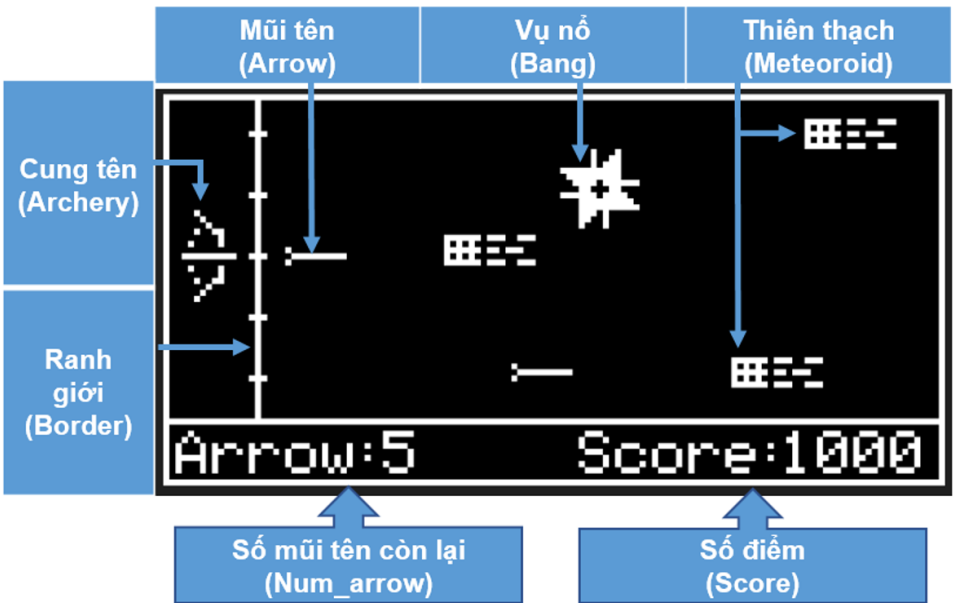 Mũi tên
(Arrow)
Vụ nổ
(Bang)
Thiên thạch
(Meteoroid)
Cung tên
(Archery)
Ranh
giới
(Border)
Arrow:5
Score:1000
Số mũi tên còn lại
(Num_arrow)
Số điểm
(Score)